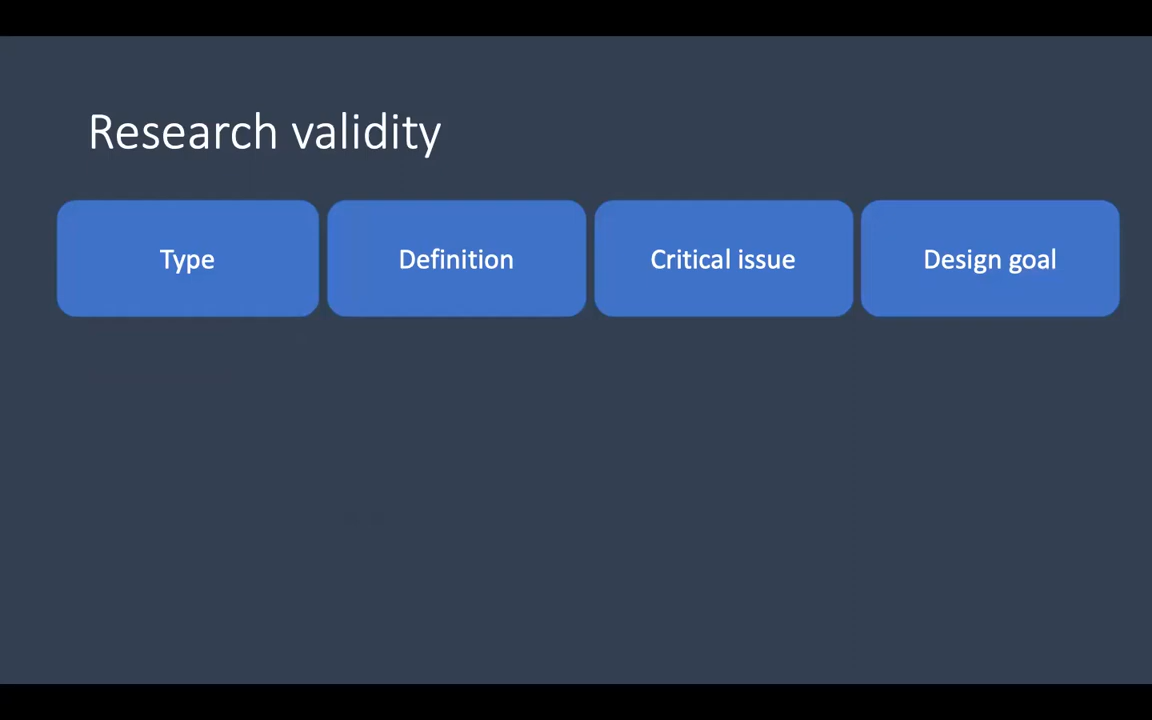 Research validity
Type
Definition
Critical issue
Design goal